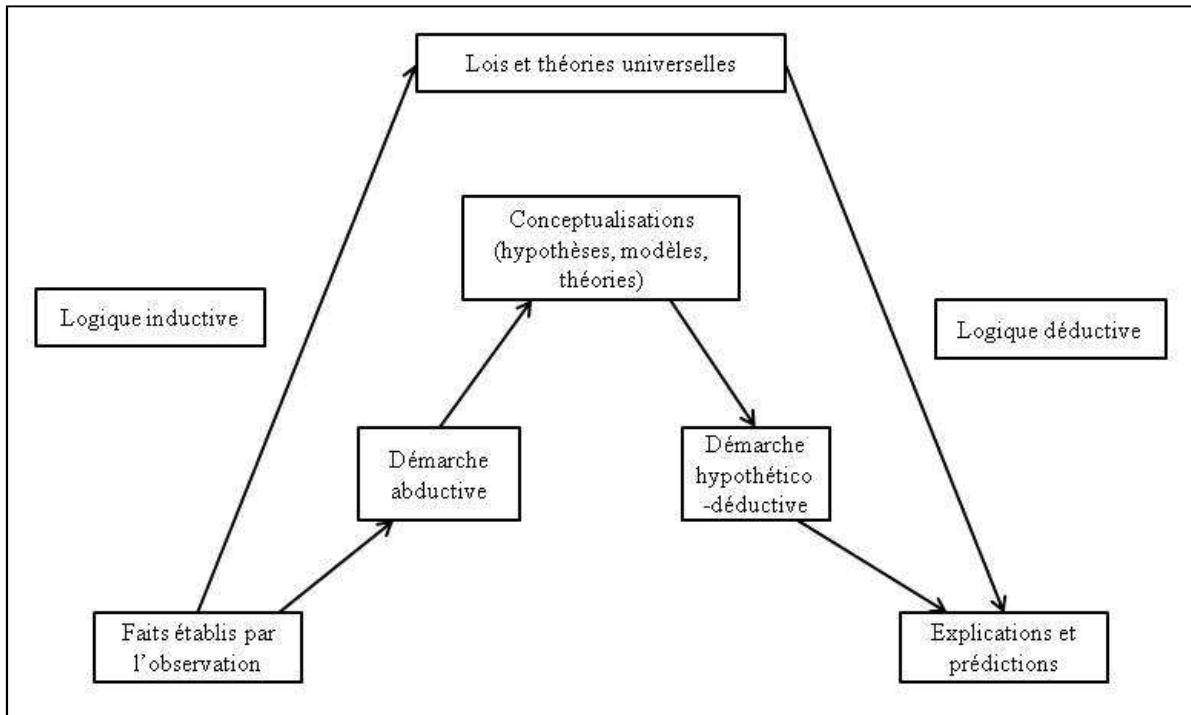 Lois et théories universelles
Conceptualisations
(hypothèses, modèles,
théories)
Logique inductive
Logique déductive
Démarche
abductive
Démarche
hypothético
-déductive
Faits établis par
l’observation
Explications et
prédictions